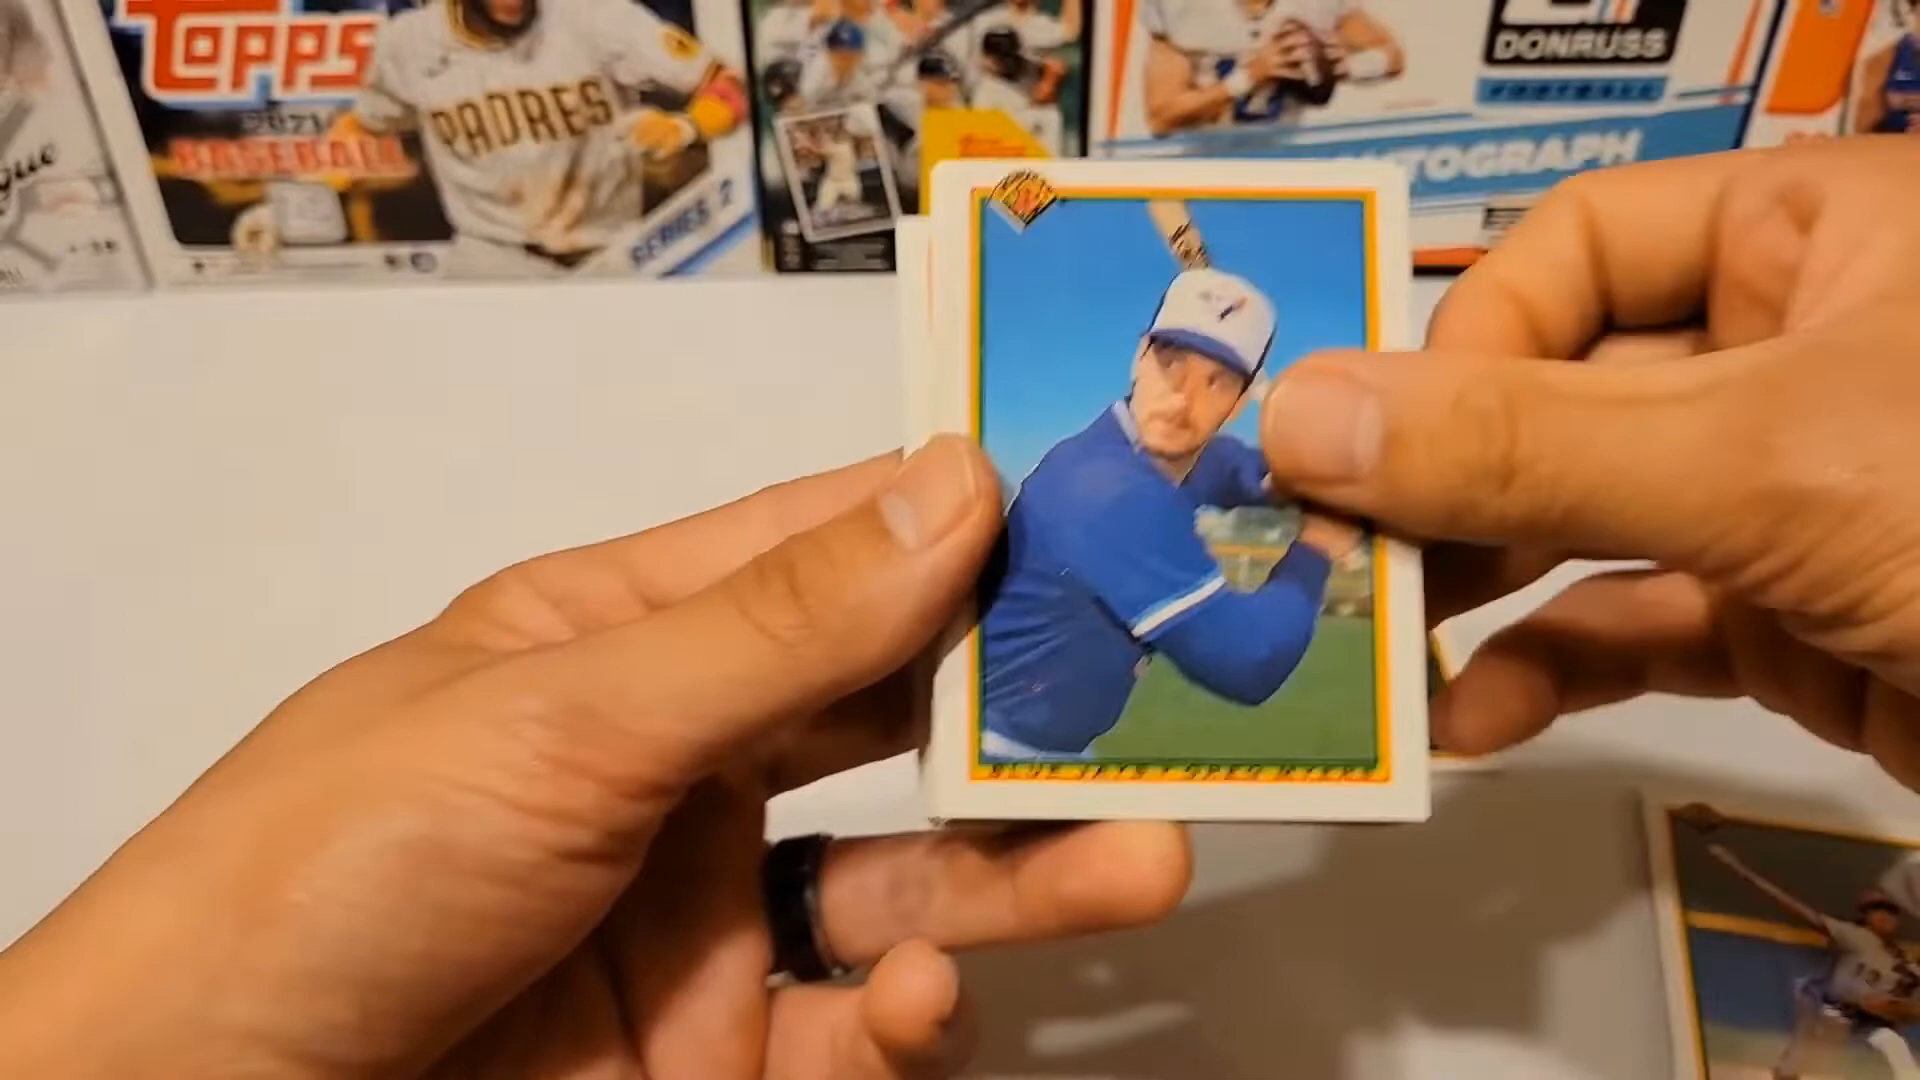 TOPPS
PADRES
2021
BASEBALL
SERIES 2
DONRUSS
FOOTBALL
AUTOGRAPH
BLUE JAYS • GREG MYERS